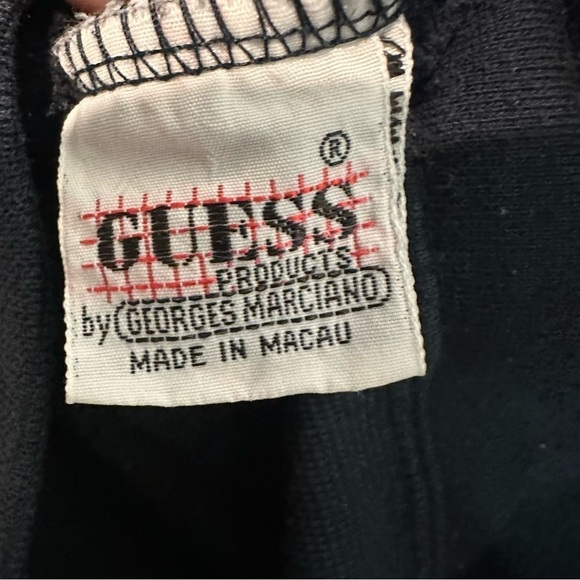 ®
GUESS
PRODUCTS
by GEORGES MARCIANO
MADE IN MACAU